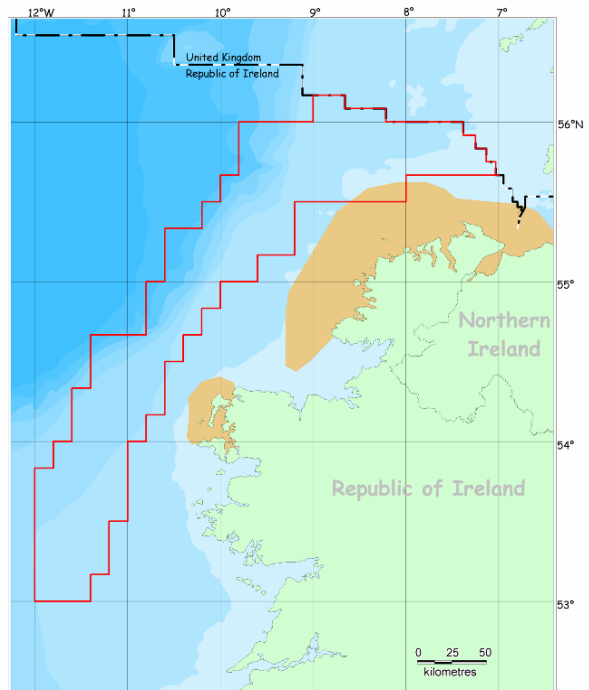 12°W 11° 10° 9° 8° 7°
United Kingdom
Republic of Ireland
56°N
55°
Northern
Ireland
54°
Republic of Ireland
53°
0 25 50
kilometres